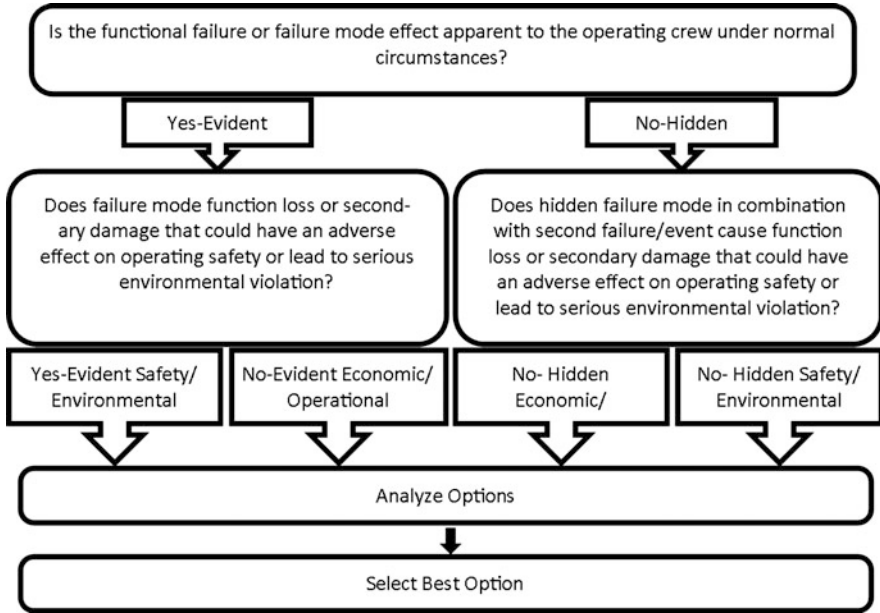 Is the functional failure or failure mode effect apparent to the operating crew under normal
circumstances?
Yes-Evident
No-Hidden
Does failure mode function loss or second-
ary damage that could have an adverse
effect on operating safety or lead to serious
environmental violation?
Does hidden failure mode in combination
with second failure/event cause function
loss or secondary damage that could have
an adverse effect on operating safety or
lead to serious environmental violation?
Yes-Evident Safety/
Environmental
No-Evident Economic/
Operational
No- Hidden
Economic/
No- Hidden Safety/
Environmental
Analyze Options
Select Best Option